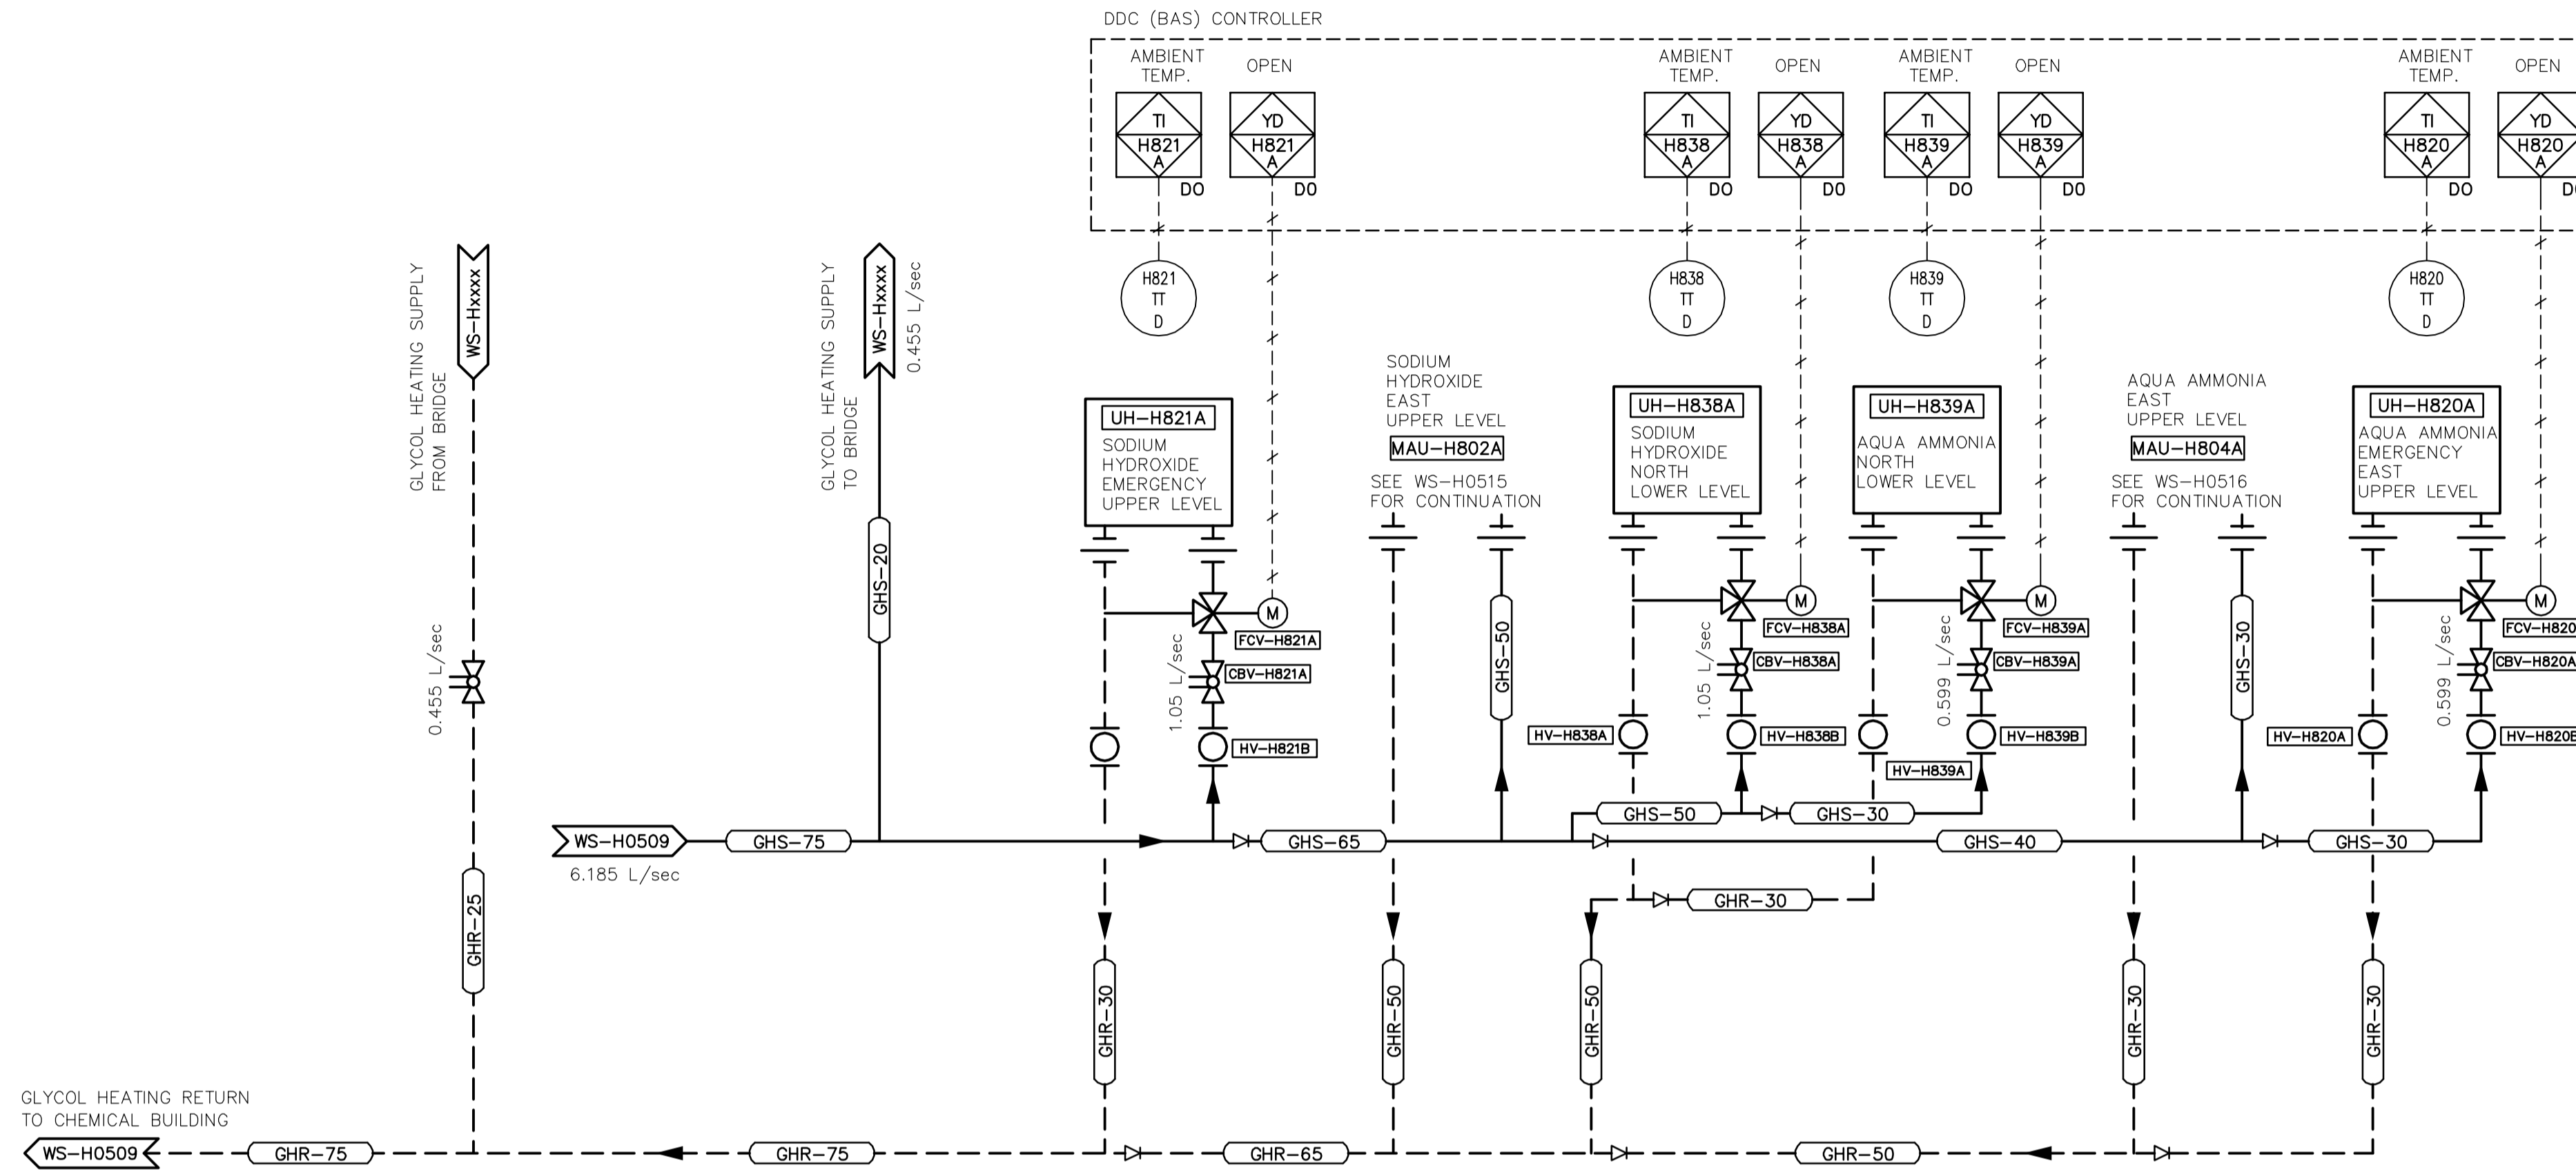 DDC (BAS) CONTROLLER
AMBIENT
TEMP.
OPEN
TI
H821
A
DO
YD
H821
A
DO
AMBIENT
TEMP.
OPEN
TI
H838
A
DO
YD
H838
A
DO
AMBIENT
TEMP.
OPEN
TI
H839
A
DO
YD
H839
A
DO
AMBIENT
TEMP.
OPEN
TI
H820
A
DO
YD
H820
A
H821
TT
D
H838
TT
D
H839
TT
D
H820
TT
D
GLYCOL HEATING SUPPLY
FROM BRIDGE
WS-Hxxxx
0.455 L/sec
GHR-25
GLYCOL HEATING SUPPLY
TO BRIDGE
WS-Hxxxx
0.455 L/sec
GHS-20
UH-H821A
SODIUM
HYDROXIDE
EMERGENCY
UPPER LEVEL
M
FCV-H821A
1.05 L/sec
CBV-H821A
HV-H821B
SODIUM
HYDROXIDE
EAST
UPPER LEVEL
MAU-H802A
SEE WS-H0515
FOR CONTINUATION
GHS-50
UH-H838A
SODIUM
HYDROXIDE
NORTH
LOWER LEVEL
M
FCV-H838A
1.05 L/sec
CBV-H838A
HV-H838A
HV-H838B
UH-H839A
AQUA AMMONIA
NORTH
LOWER LEVEL
M
FCV-H839A
0.599 L/sec
CBV-H839A
HV-H839B
HV-H839A
AQUA AMMONIA
EAST
UPPER LEVEL
MAU-H804A
SEE WS-H0516
FOR CONTINUATION
GHS-30
UH-H820A
AQUA AMMONIA
EMERGENCY
EAST
UPPER LEVEL
M
FCV-H820
0.599 L/sec
CBV-H820A
HV-H820A
HV-H820B
GHS-50
GHS-30
WS-H0509
6.185 L/sec
GHS-75
GHS-65
GHS-40
GHS-30
GHR-30
GHR-30
GHR-50
GHR-50
GHR-30
GHR-30
GLYCOL HEATING RETURN
TO CHEMICAL BUILDING
WS-H0509
GHR-75
GHR-75
GHR-65
GHR-50